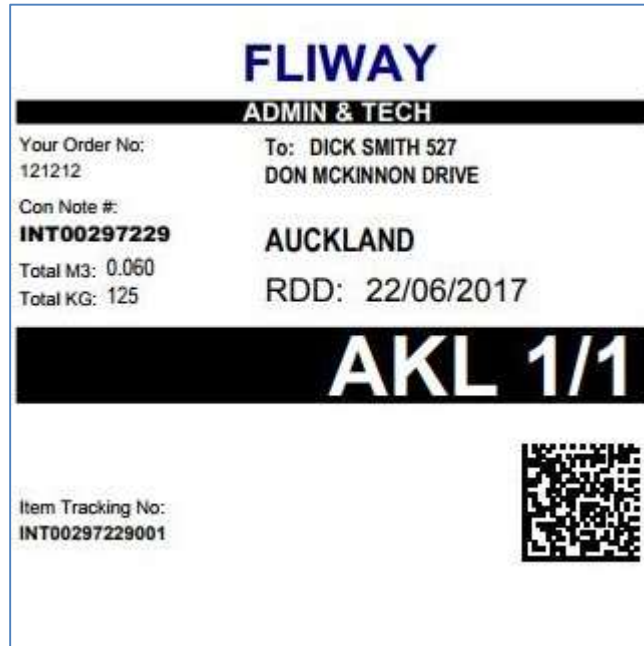 FLIWAY
ADMIN & TECH
Your Order No:
121212
Con Note #:
INT00297229
Total M3: 0.060
Total KG: 125
To: DICK SMITH 527
DON MCKINNON DRIVE
AUCKLAND
RDD: 22/06/2017
AKL 1/1
Item Tracking No:
INT00297229001